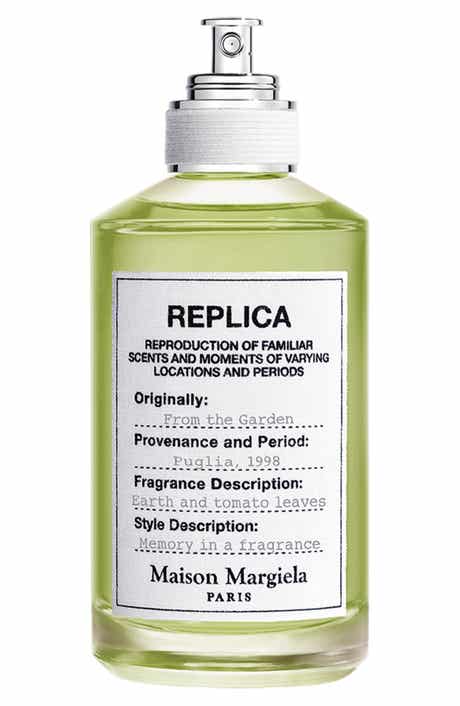 REPLICA
REPRODUCTION OF FAMILIAR
SCENTS AND MOMENTS OF VARYING
LOCATIONS AND PERIODS
Originally:
From the Garden
Provenance and Period:
Puglia, 1998
Fragrance Description:
Earth and tomato leaves
Style Description:
Memory in a fragrance
Maison Margiela
PARIS